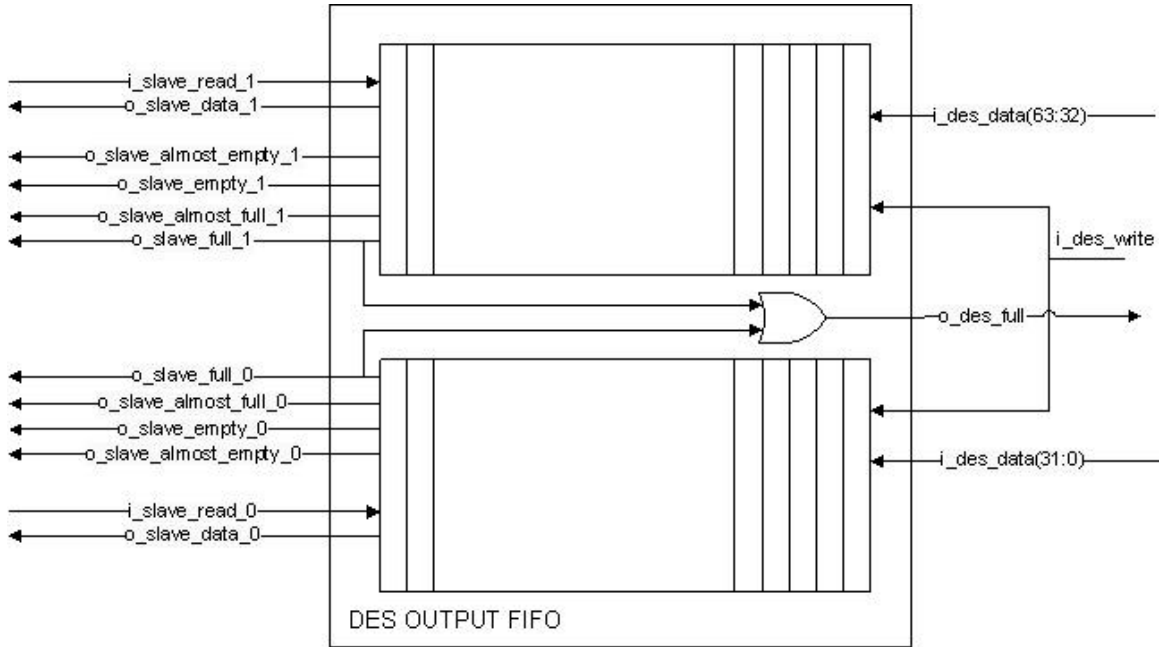 i_slave_read_1
o_slave_data_1
i_des_data(63:32)
o_slave_almost_empty_1
o_slave_empty_1
o_slave_almost_full_1
o_slave_full_1
i_des_write
o_des_full
o_slave_full_0
o_slave_almost_full_0
o_slave_empty_0
o_slave_almost_empty_0
i_des_data(31:0)
i_slave_read_0
o_slave_data_0
DES OUTPUT FIFO